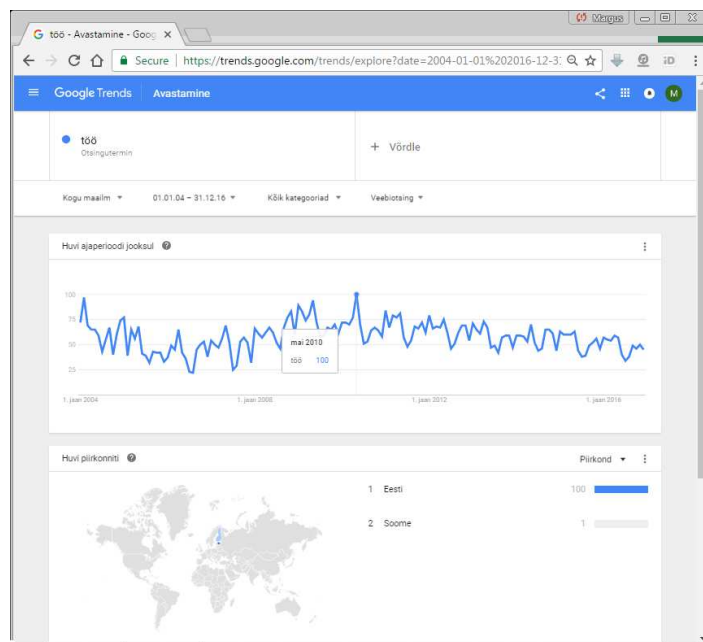 Margus
töö - Avastamine - Goog
Secure | https://trends.google.com/trends/explore?date=2004-01-01%202016-12-31
Google Trends Avastamine
M
töö
Otsingutermin
+ Võrdle
Kogu maailm 01.01.04 – 31.12.16 Kõik kategooriad Veebiotsing
Huvi ajaperioodi jooksul
100
75
50
25
mai 2010
töö 100
1. jaan 2004 1. jaan 2008 1. jaan 2012 1. jaan 2016
Huvi piirkonniti Piirkond
1 Eesti 100
2 Soome 1